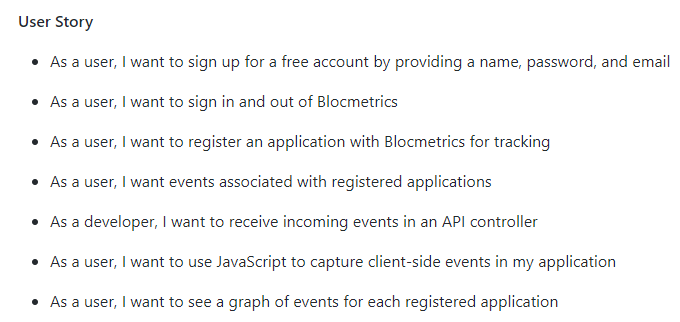 User Story
As a user, I want to sign up for a free account by providing a name, password, and email
As a user, I want to sign in and out of Blocmetrics
As a user, I want to register an application with Blocmetrics for tracking
As a user, I want events associated with registered applications
As a developer, I want to receive incoming events in an API controller
As a user, I want to use JavaScript to capture client-side events in my application
As a user, I want to see a graph of events for each registered application